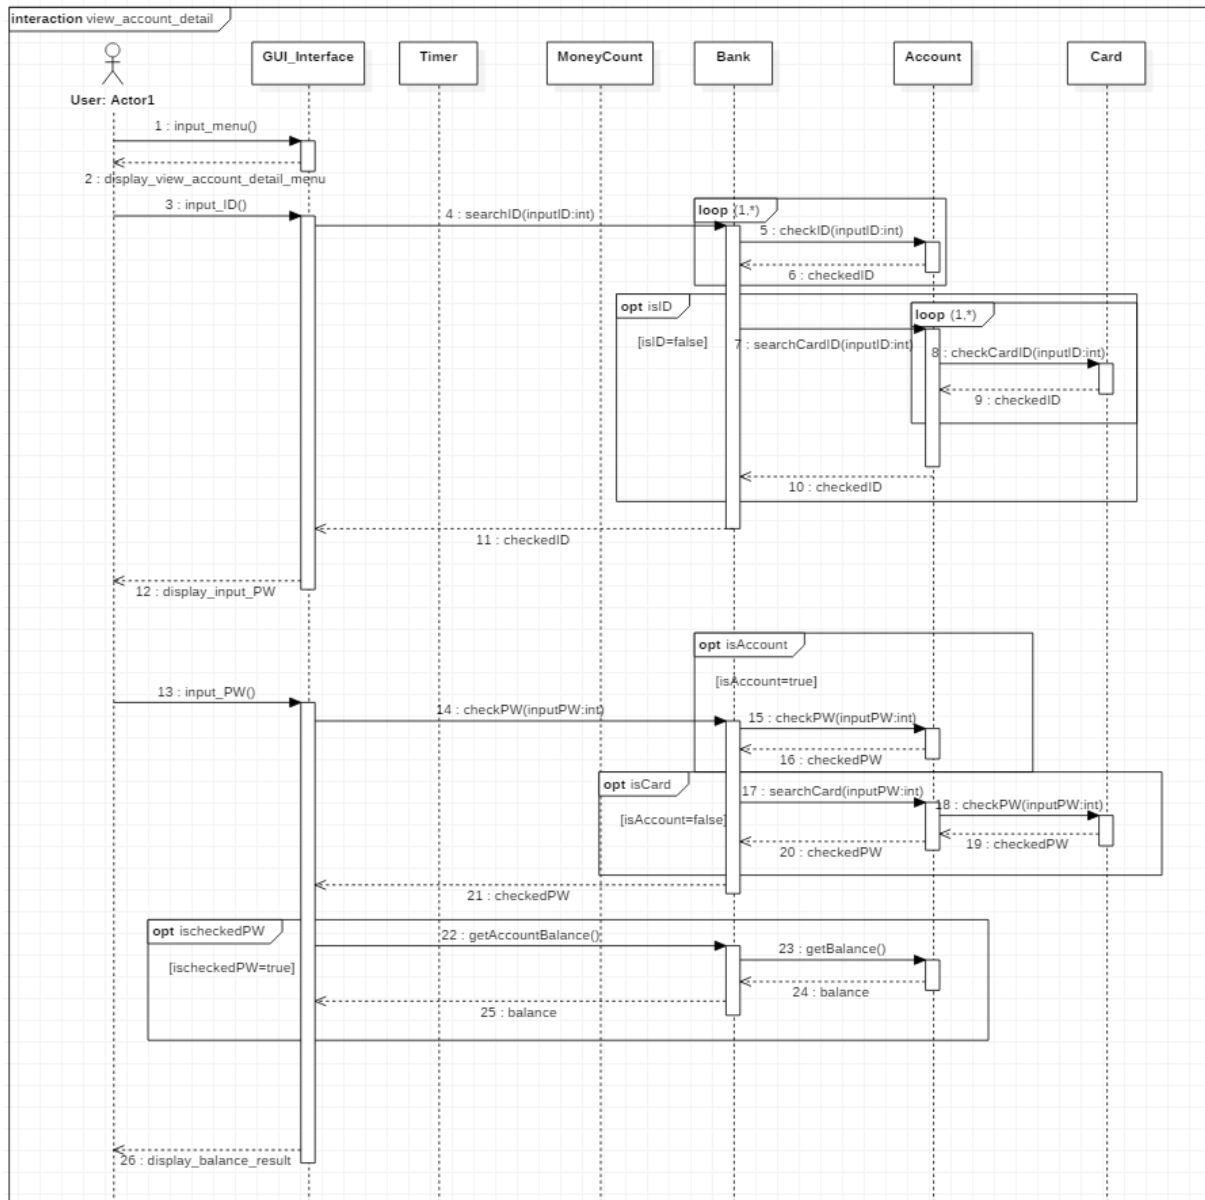 interaction view_account_detail
GUI_Interface
Timer
MoneyCount
Bank
Account
Card
User: Actor1
1 : input_menu()
2 : display_view_account_detail_menu
3 : input_ID()
4 : searchID(inputID:int)
loop (1,*)
5 : checkID(inputID:int)
6 : checkedID
opt isID
[isID=false]
loop (1,*)
7 : searchCardID(inputID:int)
8 : checkCardID(inputID:int)
9 : checkedID
10 : checkedID
11 : checkedID
12 : display_input_PW
opt isAccount
[isAccount=true]
13 : input_PW()
14 : checkPW(inputPW:int)
15 : checkPW(inputPW:int)
16 : checkedPW
opt isCard
[isAccount=false]
17 : searchCard(inputPW:int)
18 : checkPW(inputPW:int)
19 : checkedPW
20 : checkedPW
21 : checkedPW
opt ischeckedPW
[ischeckedPW=true]
22 : getAccountBalance()
23 : getBalance()
24 : balance
25 : balance
26 : display_balance_result